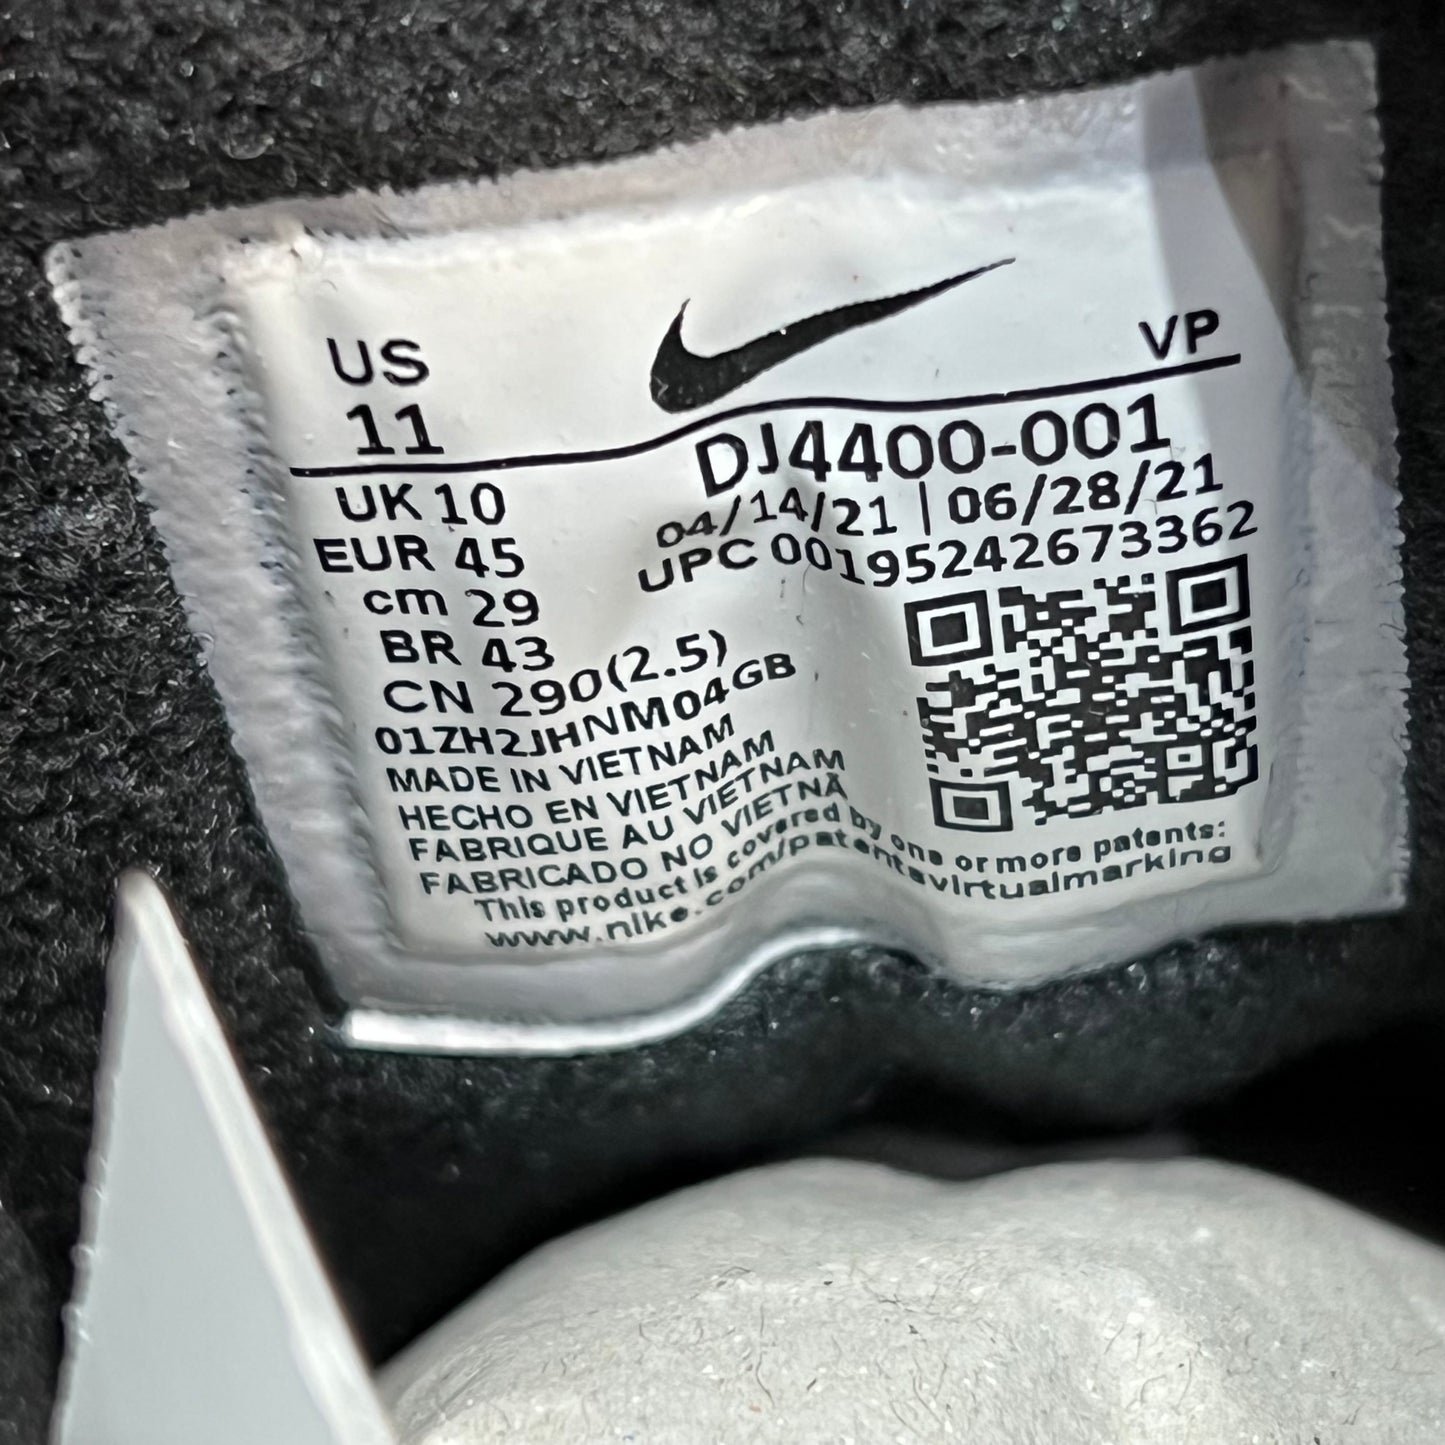 US
11
VP
DJ4400-001
04/14/21 | 06/28/21
UPC 00195242673362
UK 10
EUR 45
cm 29
BR 43
CN 290(2.5)
01ZH2JHNM04GB
MADE IN VIETNAM
HECHO EN VIETNAM
FABRIQUE AU VIETNAM
FABRICADO NO VIETNÃ
This product is covered by one or more patents:
www.nike.com/patentsvirtualmarking